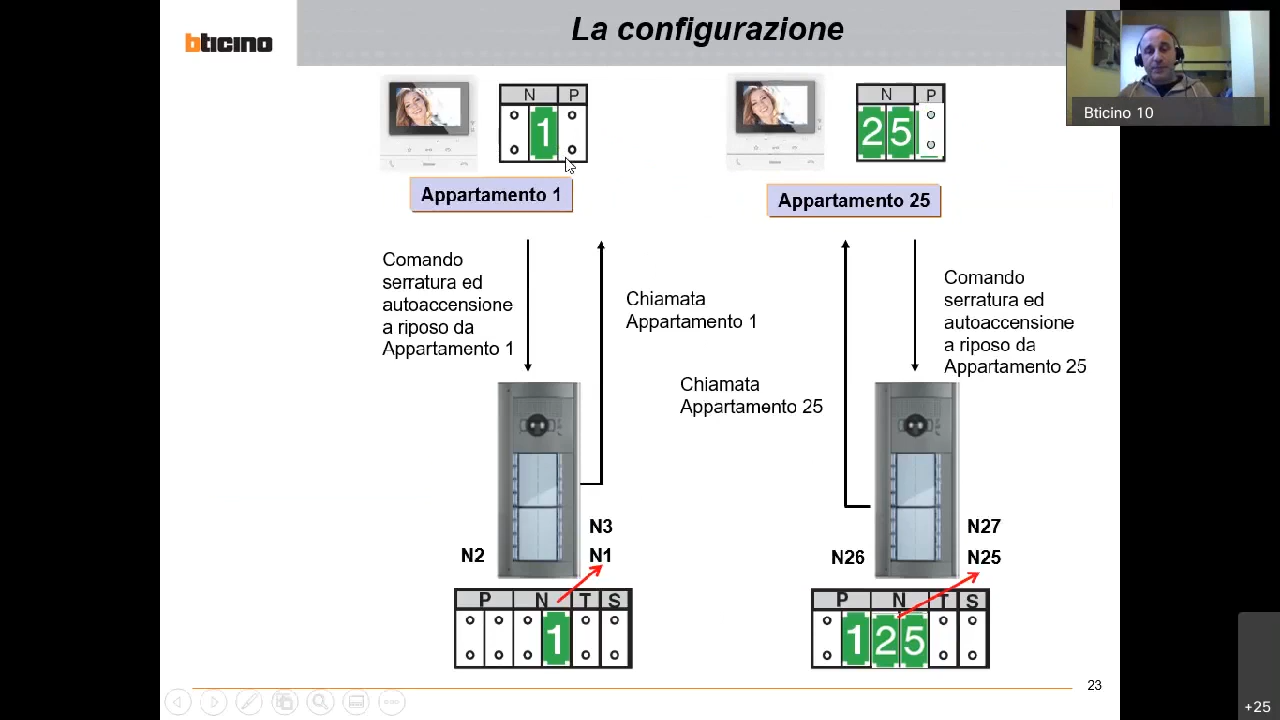 bticino
La configurazione
Bticino 10
N P
1
N P
25
Appartamento 1
Appartamento 25
Comando
serratura ed
autoaccensione
a riposo da
Appartamento 1
Chiamata
Appartamento 1
Chiamata
Appartamento 25
Comando
serratura ed
autoaccensione
a riposo da
Appartamento 25
N3
N2
N1
N27
N26
N25
P N T S
1
P N T S
1 25
23
+25